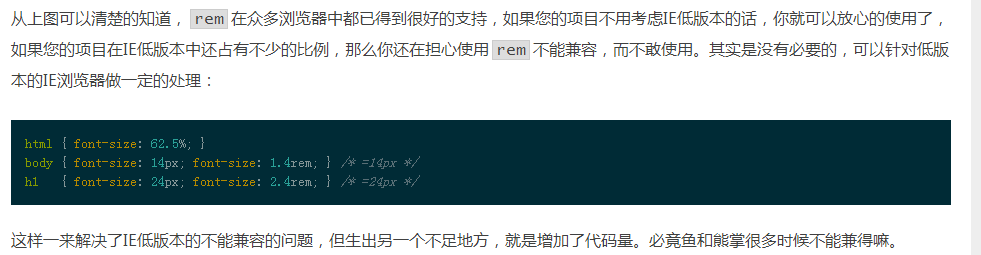 从上图可以清楚的知道，rem在众多浏览器中都已得到很好的支持，如果您的项目不用考虑IE低版本的话，你就可以放心的使用了，
如果您的项目在IE低版本中还占有不少的比例，那么你还在担心使用rem不能兼容，而不敢使用。其实是没有必要的，可以针对低版
本的IE浏览器做一定的处理：
html { font-size: 62.5%; }
body { font-size: 14px; font-size: 1.4rem; } /* =14px */
h1   { font-size: 24px; font-size: 2.4rem; } /* =24px */
这样一来解决了IE低版本的不能兼容的问题，但生出另一个不足地方，就是增加了代码量。必竟鱼和熊掌很多时候不能兼得嘛。